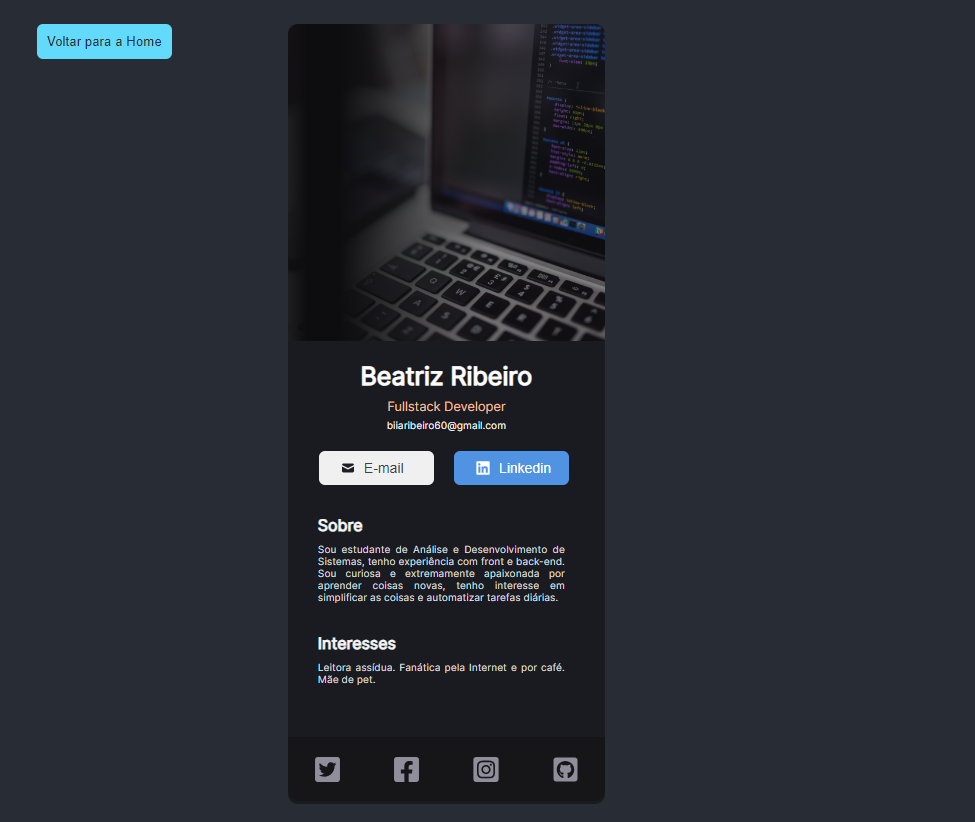 Voltar para a Home
Beatriz Ribeiro
Fullstack Developer
biiaribeiro60@gmail.com
E-mail
Linkedin
Sobre
Sou estudante de Análise e Desenvolvimento de
Sistemas, tenho experiência com front e back-end.
Sou curiosa e extremamente apaixonada por
aprender coisas novas, tenho interesse em
simplificar as coisas e automatizar tarefas diárias.
Interesses
Leitora assídua. Fanática pela Internet e por café.
Mãe de pet.